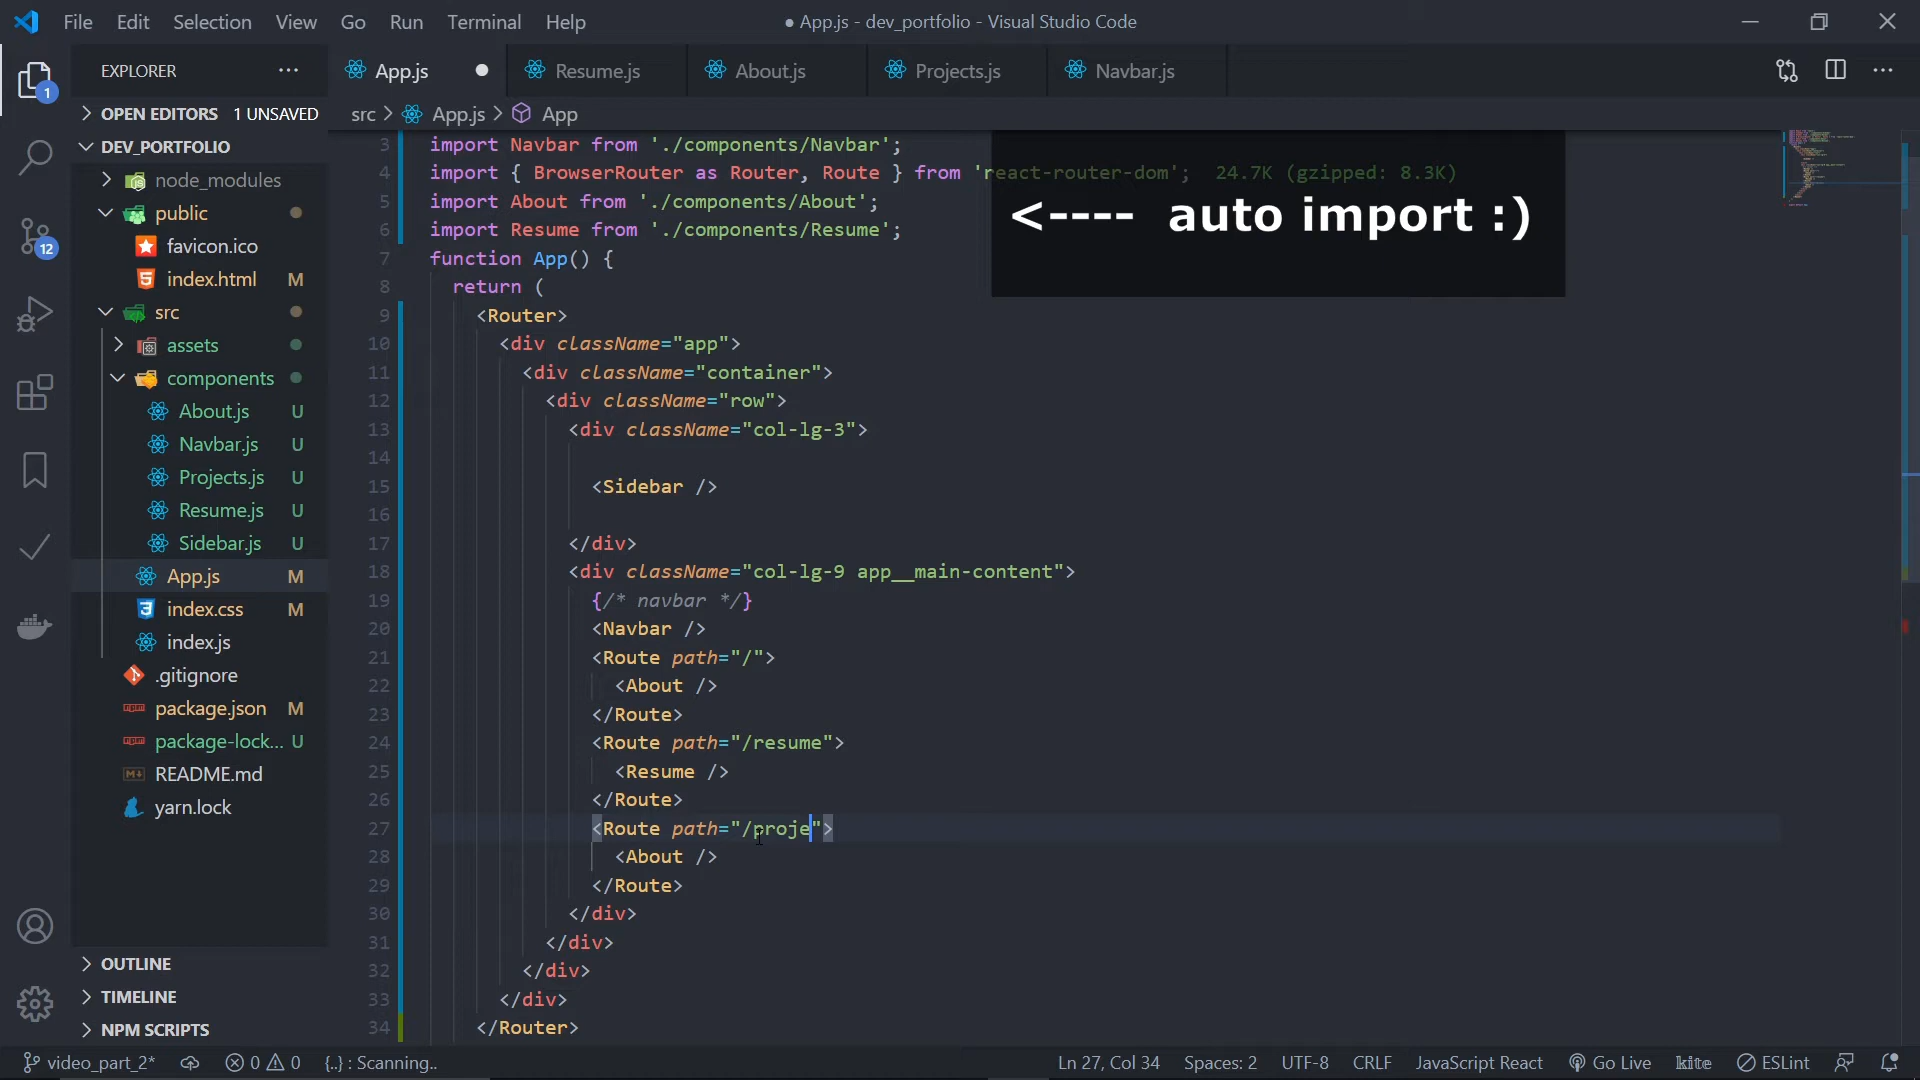 File Edit Selection View Go Run Terminal Help ● App.js - dev_portfolio - Visual Studio Code
EXPLORER ··· App.js Resume.js About.js Projects.js Navbar.js ···
1
OPEN EDITORS 1 UNSAVED
src > App.js > App
DEV_PORTFOLIO
node_modules
public
favicon.ico
12
index.html M
src
assets
components
About.js U
Navbar.js U
Projects.js U
Resume.js U
Sidebar.js U
App.js M
index.css M
index.js
.gitignore
package.json M
package-lock... U
README.md
yarn.lock
OUTLINE
TIMELINE
NPM SCRIPTS
3 import Navbar from './components/Navbar';
4 import { BrowserRouter as Router, Route } from 'react-router-dom'; 24.7K (gzipped: 8.3K)
5 import About from './components/About';
<---- auto import :)
6 import Resume from './components/Resume';
7 function App() {
8 return (
9 <Router>
10 <div className="app">
11 <div className="container">
12 <div className="row">
13 <div className="col-lg-3">
14
15 <Sidebar />
16
17 </div>
18 <div className="col-lg-9 app__main-content">
19 {/* navbar */}
20 <Navbar />
21 <Route path="/">
22 <About />
23 </Route>
24 <Route path="/resume">
25 <Resume />
26 </Route>
27 <Route path="/proje">
28 <About />
29 </Route>
30 </div>
31 </div>
32 </div>
33 </div>
34 </Router>
video_part_2* 0 0 {..} : Scanning.. Ln 27, Col 34 Spaces: 2 UTF-8 CRLF JavaScript React Go Live kite ESLint